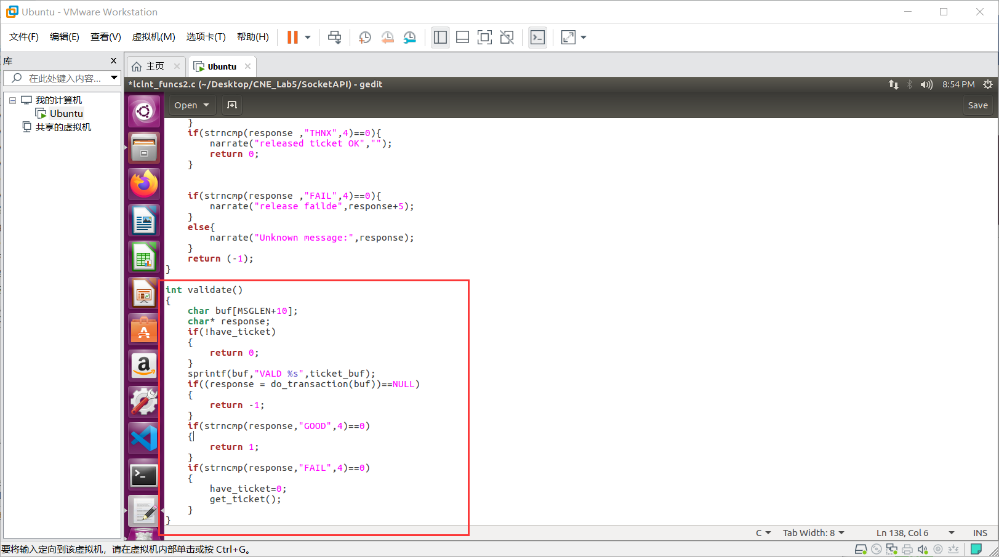 Ubuntu - VMware Workstation
文件(F) 编辑(E) 查看(V) 虚拟机(M) 选项卡(T) 帮助(H)
库
在此处键入内容...
我的计算机
Ubuntu
共享的虚拟机
主页 Ubuntu
*lclnt_funcs2.c (~/Desktop/CNE_Lab5/SocketAPI) - gedit 8:54 PM
Open Save
}
if(strncmp(response ,"THNX",4)==0){
narrate("released ticket OK","");
return 0;
}
if(strncmp(response ,"FAIL",4)==0){
narrate("release failde",response+5);
}
else{
narrate("Unknown message:",response);
}
return (-1);
}
int validate()
{
char buf[MSGLEN+10];
char* response;
if(!have_ticket)
{
return 0;
}
sprintf(buf,"VALD %s",ticket_buf);
if((response = do_transaction(buf))==NULL)
{
return -1;
}
if(strncmp(response,"GOOD",4)==0)
{
return 1;
}
if(strncmp(response,"FAIL",4)==0)
{
have_ticket=0;
get_ticket();
}
}
C Tab Width: 8 Ln 138, Col 6 INS
要将输入定向到该虚拟机，请在虚拟机内部单击或按 Ctrl+G。